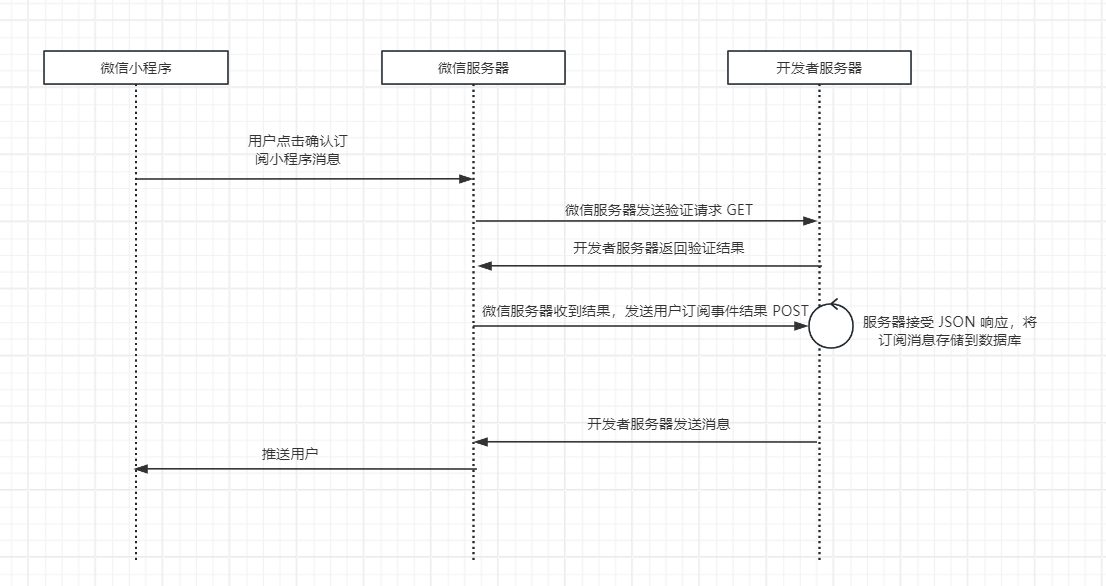 微信小程序
微信服务器
开发者服务器
用户点击确认订
阅小程序消息
微信服务器发送验证请求 GET
开发者服务器返回验证结果
微信服务器收到结果，发送用户订阅事件结果 POST
服务器接受 JSON 响应，将
订阅消息存储到数据库
开发者服务器发送消息
推送用户